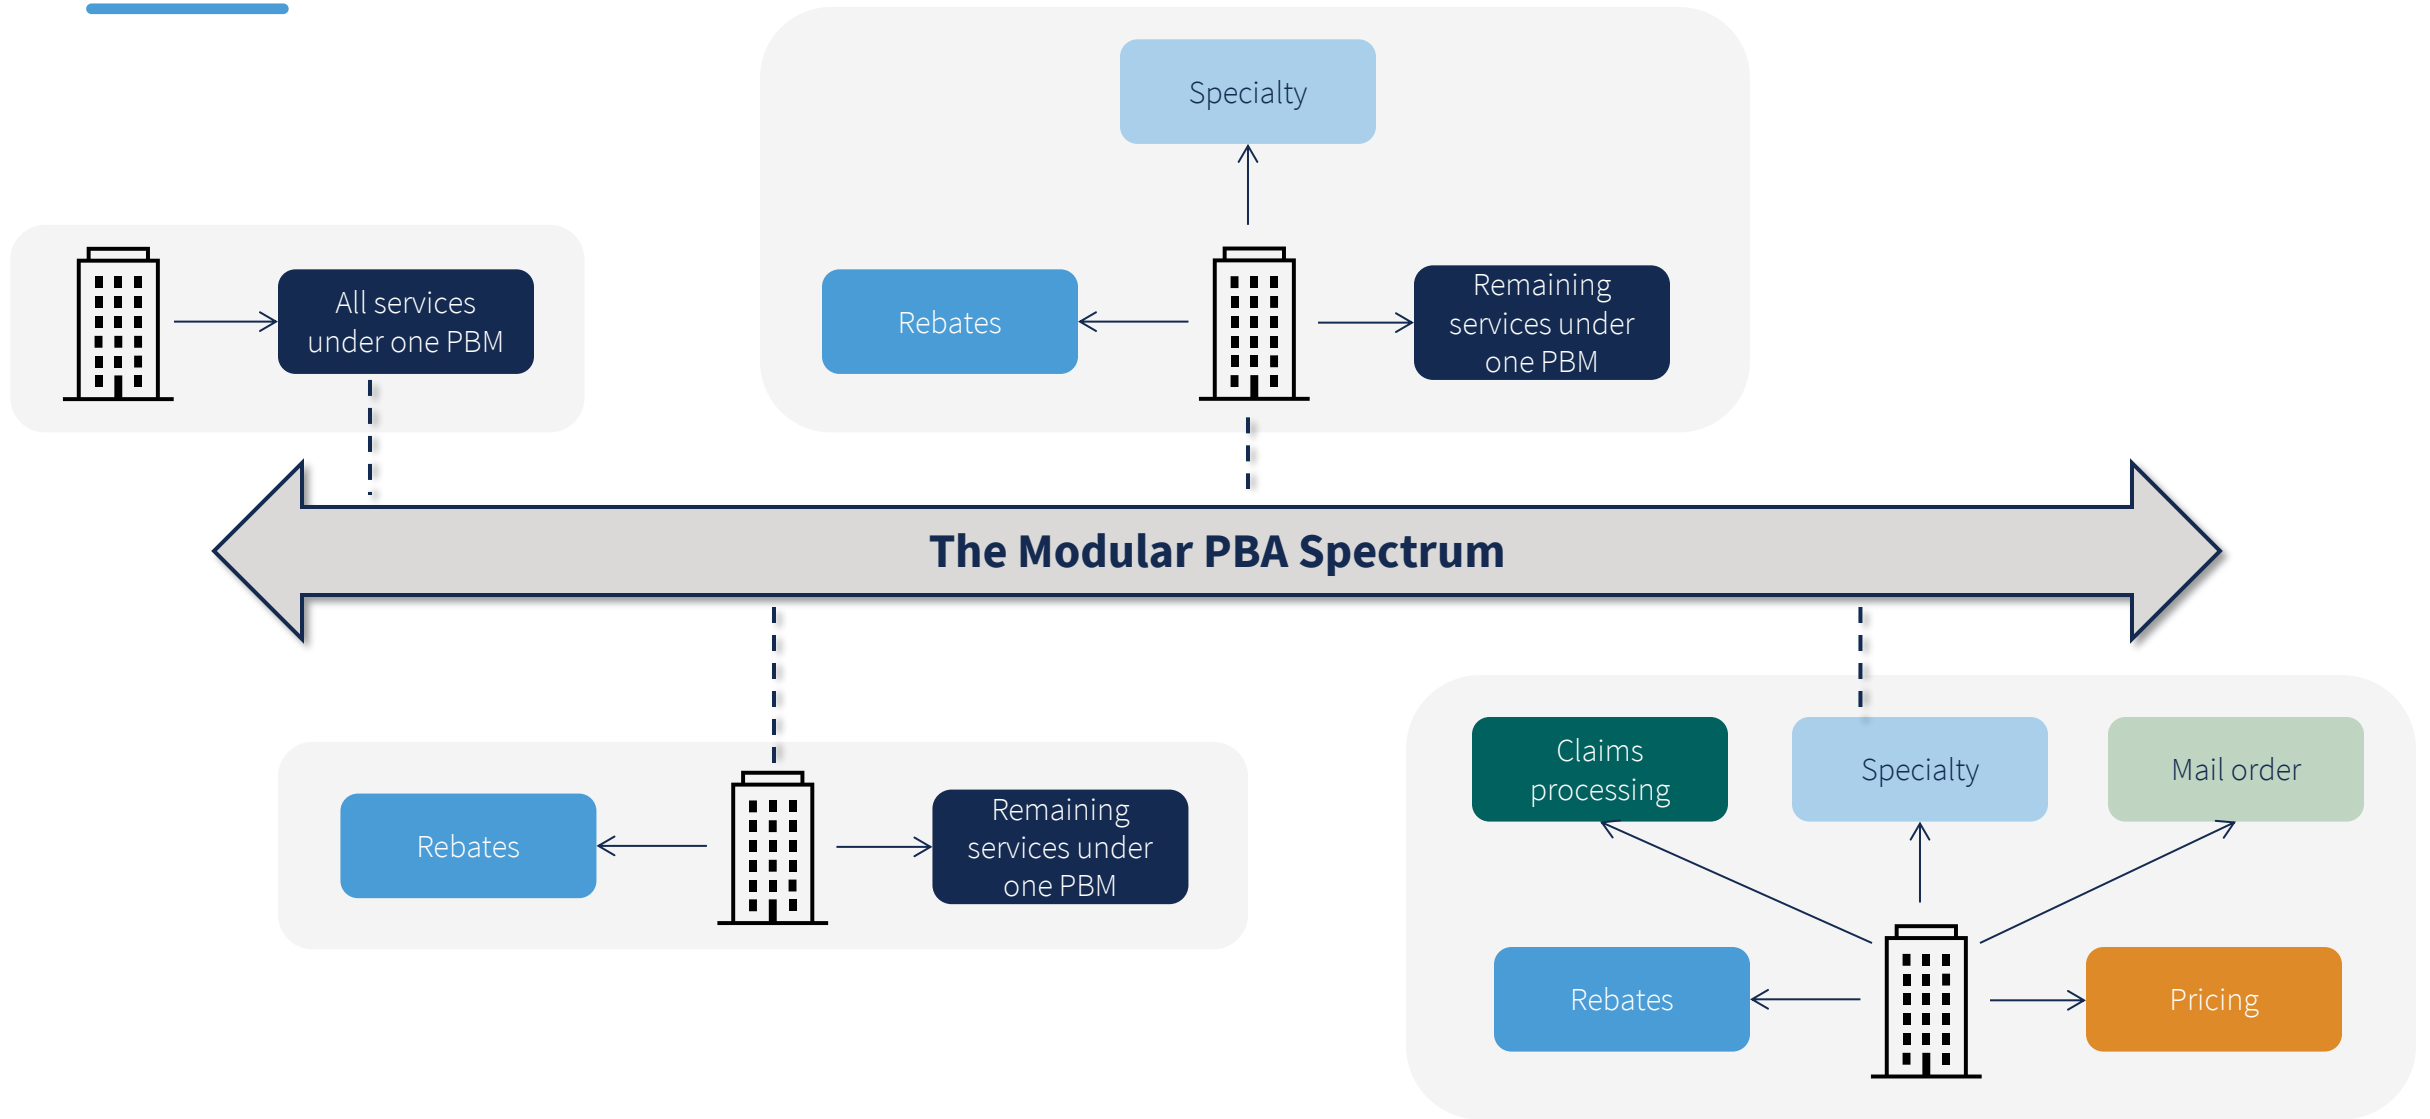 Specialty
All services
under one PBM
Rebates
Remaining
services under
one PBM
The Modular PBA Spectrum
Rebates
Remaining
services under
one PBM
Claims
processing
Specialty
Mail order
Rebates
Pricing